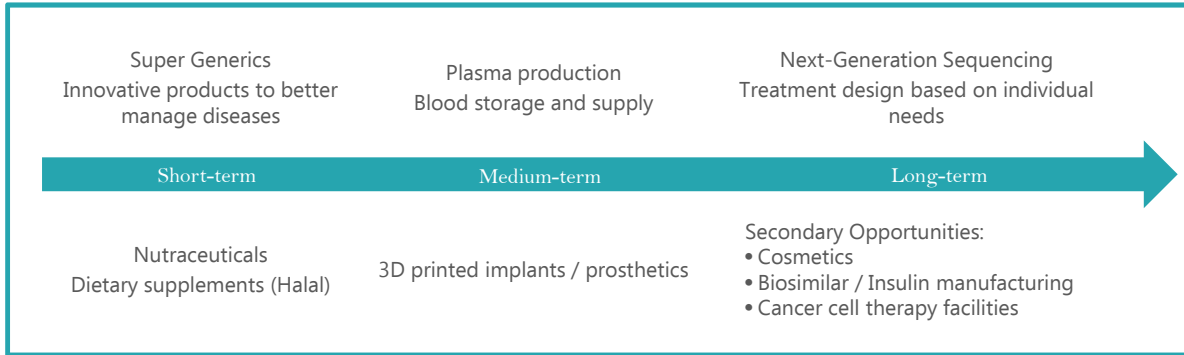 Super Generics
Innovative products to better
manage diseases
Plasma production
Blood storage and supply
Next-Generation Sequencing
Treatment design based on individual
needs
Short-term
Medium-term
Long-term
Nutraceuticals
Dietary supplements (Halal)
3D printed implants / prosthetics
Secondary Opportunities:
• Cosmetics
• Biosimilar / Insulin manufacturing
• Cancer cell therapy facilities